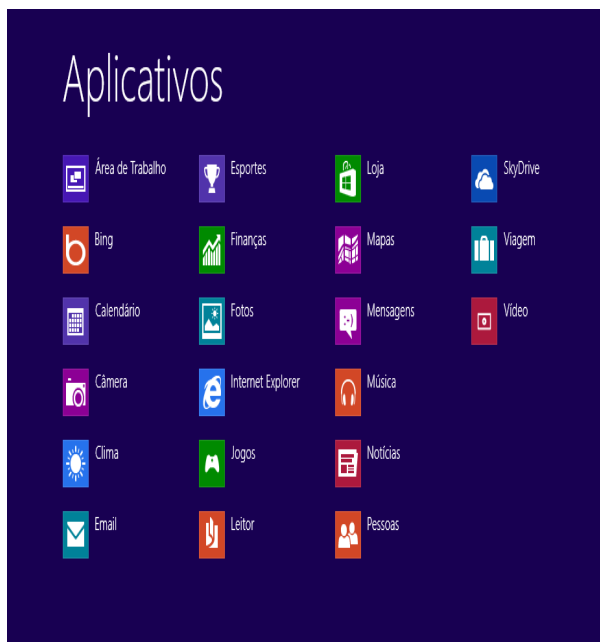 Aplicativos
Área de Trabalho
Bing
Calendário
Câmera
Clima
Email
Esportes
Finanças
Fotos
Internet Explorer
Jogos
Leitor
Loja
Mapas
Mensagens
Música
Notícias
Pessoas
SkyDrive
Viagem
Vídeo